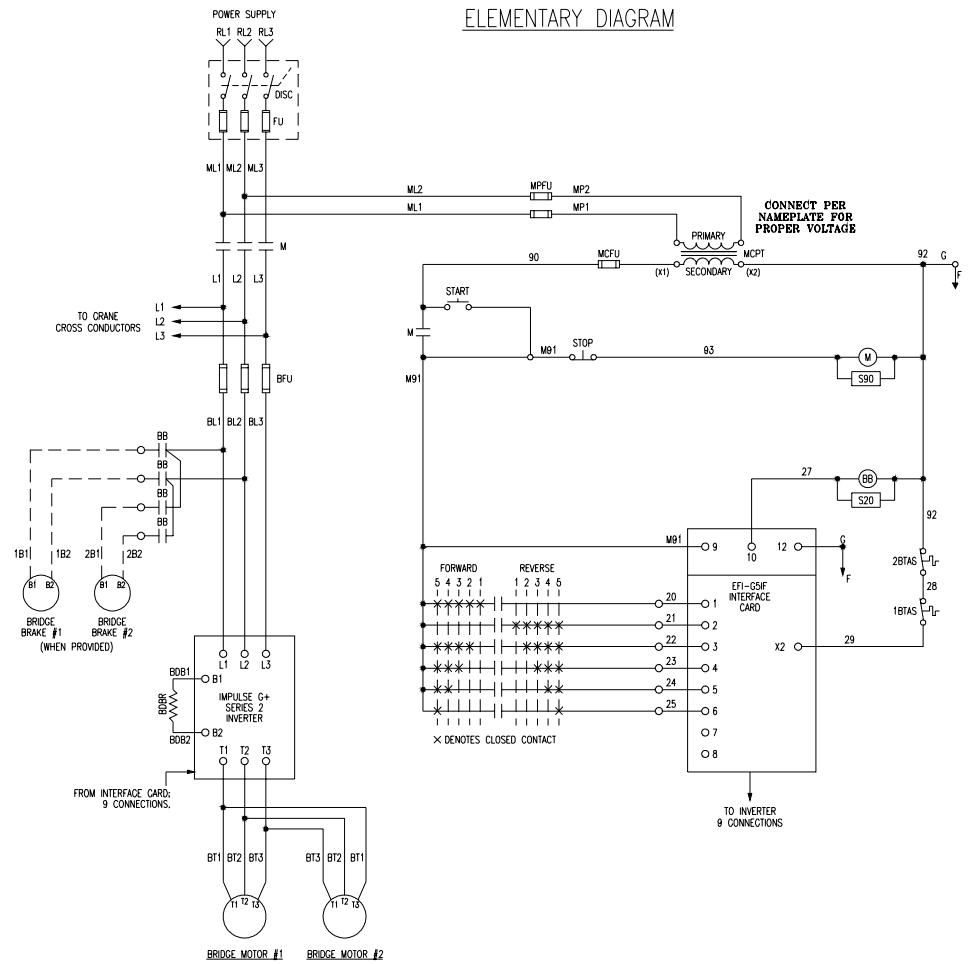 ELEMENTARY DIAGRAM
POWER SUPPLY
RL1 RL2 RL3
DISC
FU
ML1 ML2 ML3
ML2 MPFU MP2
ML1 MP1
CONNECT PER
NAMEPLATE FOR
PROPER VOLTAGE
PRIMARY
MCPT
SECONDARY
(X1) (X2)
M
90 MCFU 92 G
F
L1 L2 L3
START
TO CRANE
CROSS CONDUCTORS
L1
L2
L3
M
M91 STOP 93 M
S90
M91
BFU
BL1 BL2 BL3
BB
BB
BB
BB
27 BB
S20
92
1B1 1B2 2B1 2B2
B1 B2 B1 B2
BRIDGE
BRAKE #1
BRIDGE
BRAKE #2
(WHEN PROVIDED)
M91 9 10 12 G
F
EFI-G5IF
INTERFACE
CARD
2BTAS
28
1BTAS
29
X2
FORWARD REVERSE
5 4 3 2 1 1 2 3 4 5
20 1
21 2
22 3
23 4
24 5
25 6
7
8
X DENOTES CLOSED CONTACT
TO INVERTER
9 CONNECTIONS
L1 L2 L3
BDB1 B1
BDBR
IMPULSE G+
SERIES 2
INVERTER
BDB2 B2
T1 T2 T3
FROM INTERFACE CARD;
9 CONNECTIONS.
BT1 BT2 BT3 BT3 BT2 BT1
T1 T2 T3 T1 T2 T3
BRIDGE MOTOR #1 BRIDGE MOTOR #2